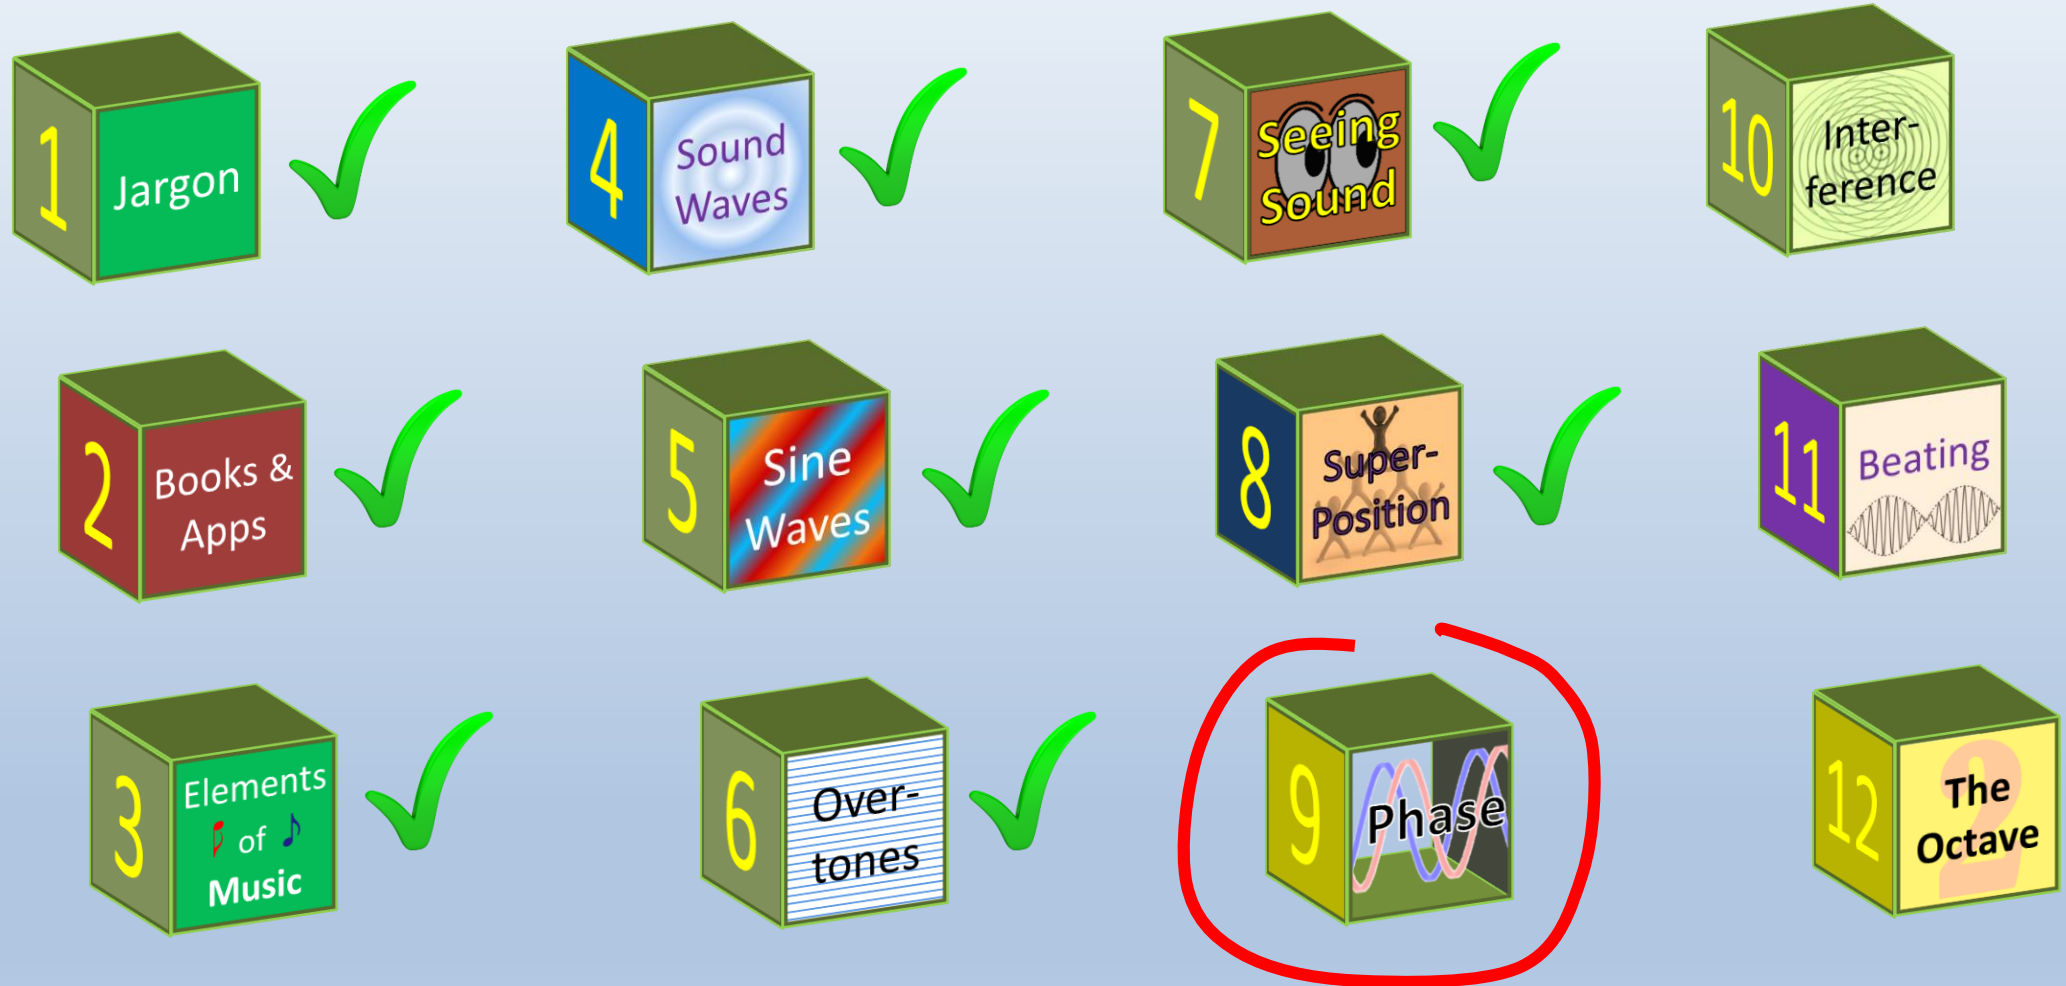 1
Jargon
2
Books &
Apps
3
Elements
of
Music
4
Sound
Waves
5
Sine
Waves
6
Over-
tones
7
Seeing
Sound
8
Super-
Position
9
Phase
10
Inter-
ference
11
Beating
12
2
The
Octave